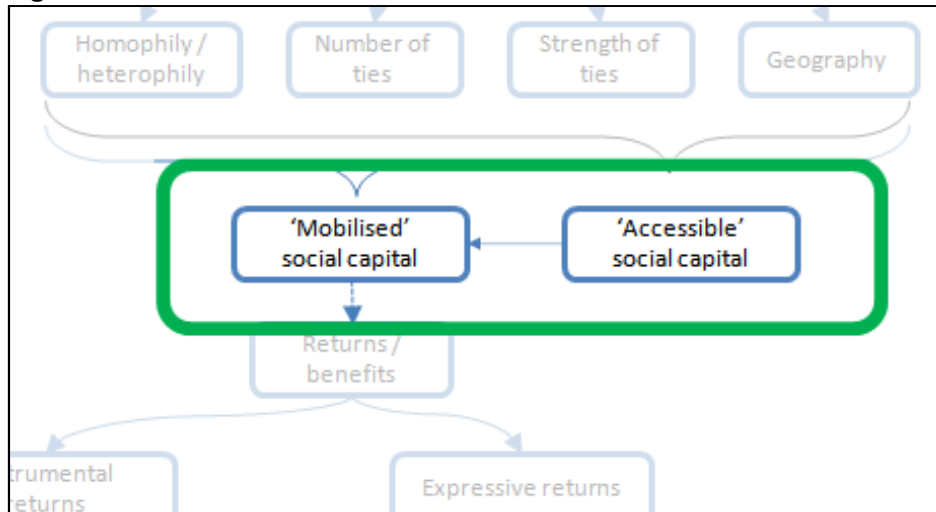 Homophily /
heterophily
Number of
ties
Strength of
ties
Geography
'Mobilised'
social capital
'Accessible'
social capital
Returns /
benefits
trumental
returns
Expressive returns